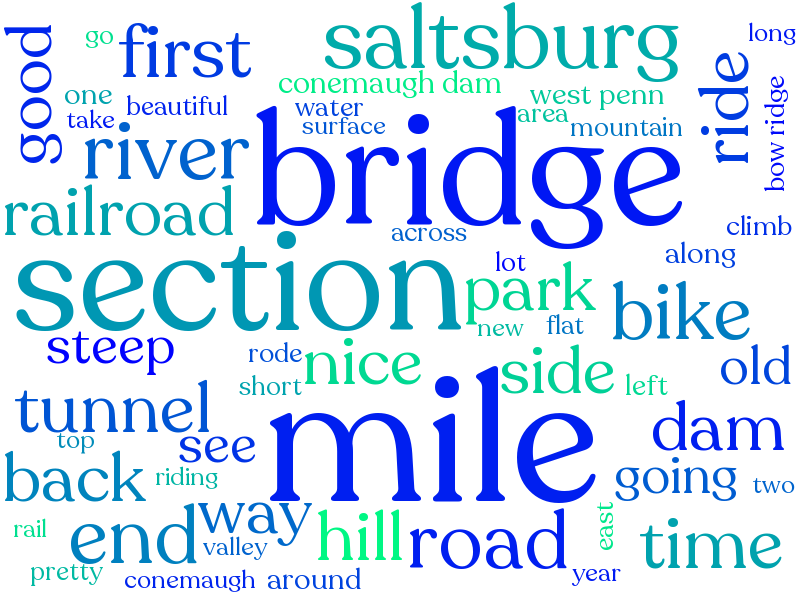 go
first
saltsburg
long
good
conemaugh dam
one
take
beautiful
water
surface
west penn
area
mountain
ride
bow ridge
river
bridge
railroad
across
climb
along
section
lot
park
bike
new
flat
steep
rode
nice
short
side
left
old
tunnel
top
see
mile
dam
back
riding
going
two
rail
end
way
valley
hill
road
east
time
pretty
conemaugh
around
year